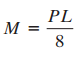 M = PL/8